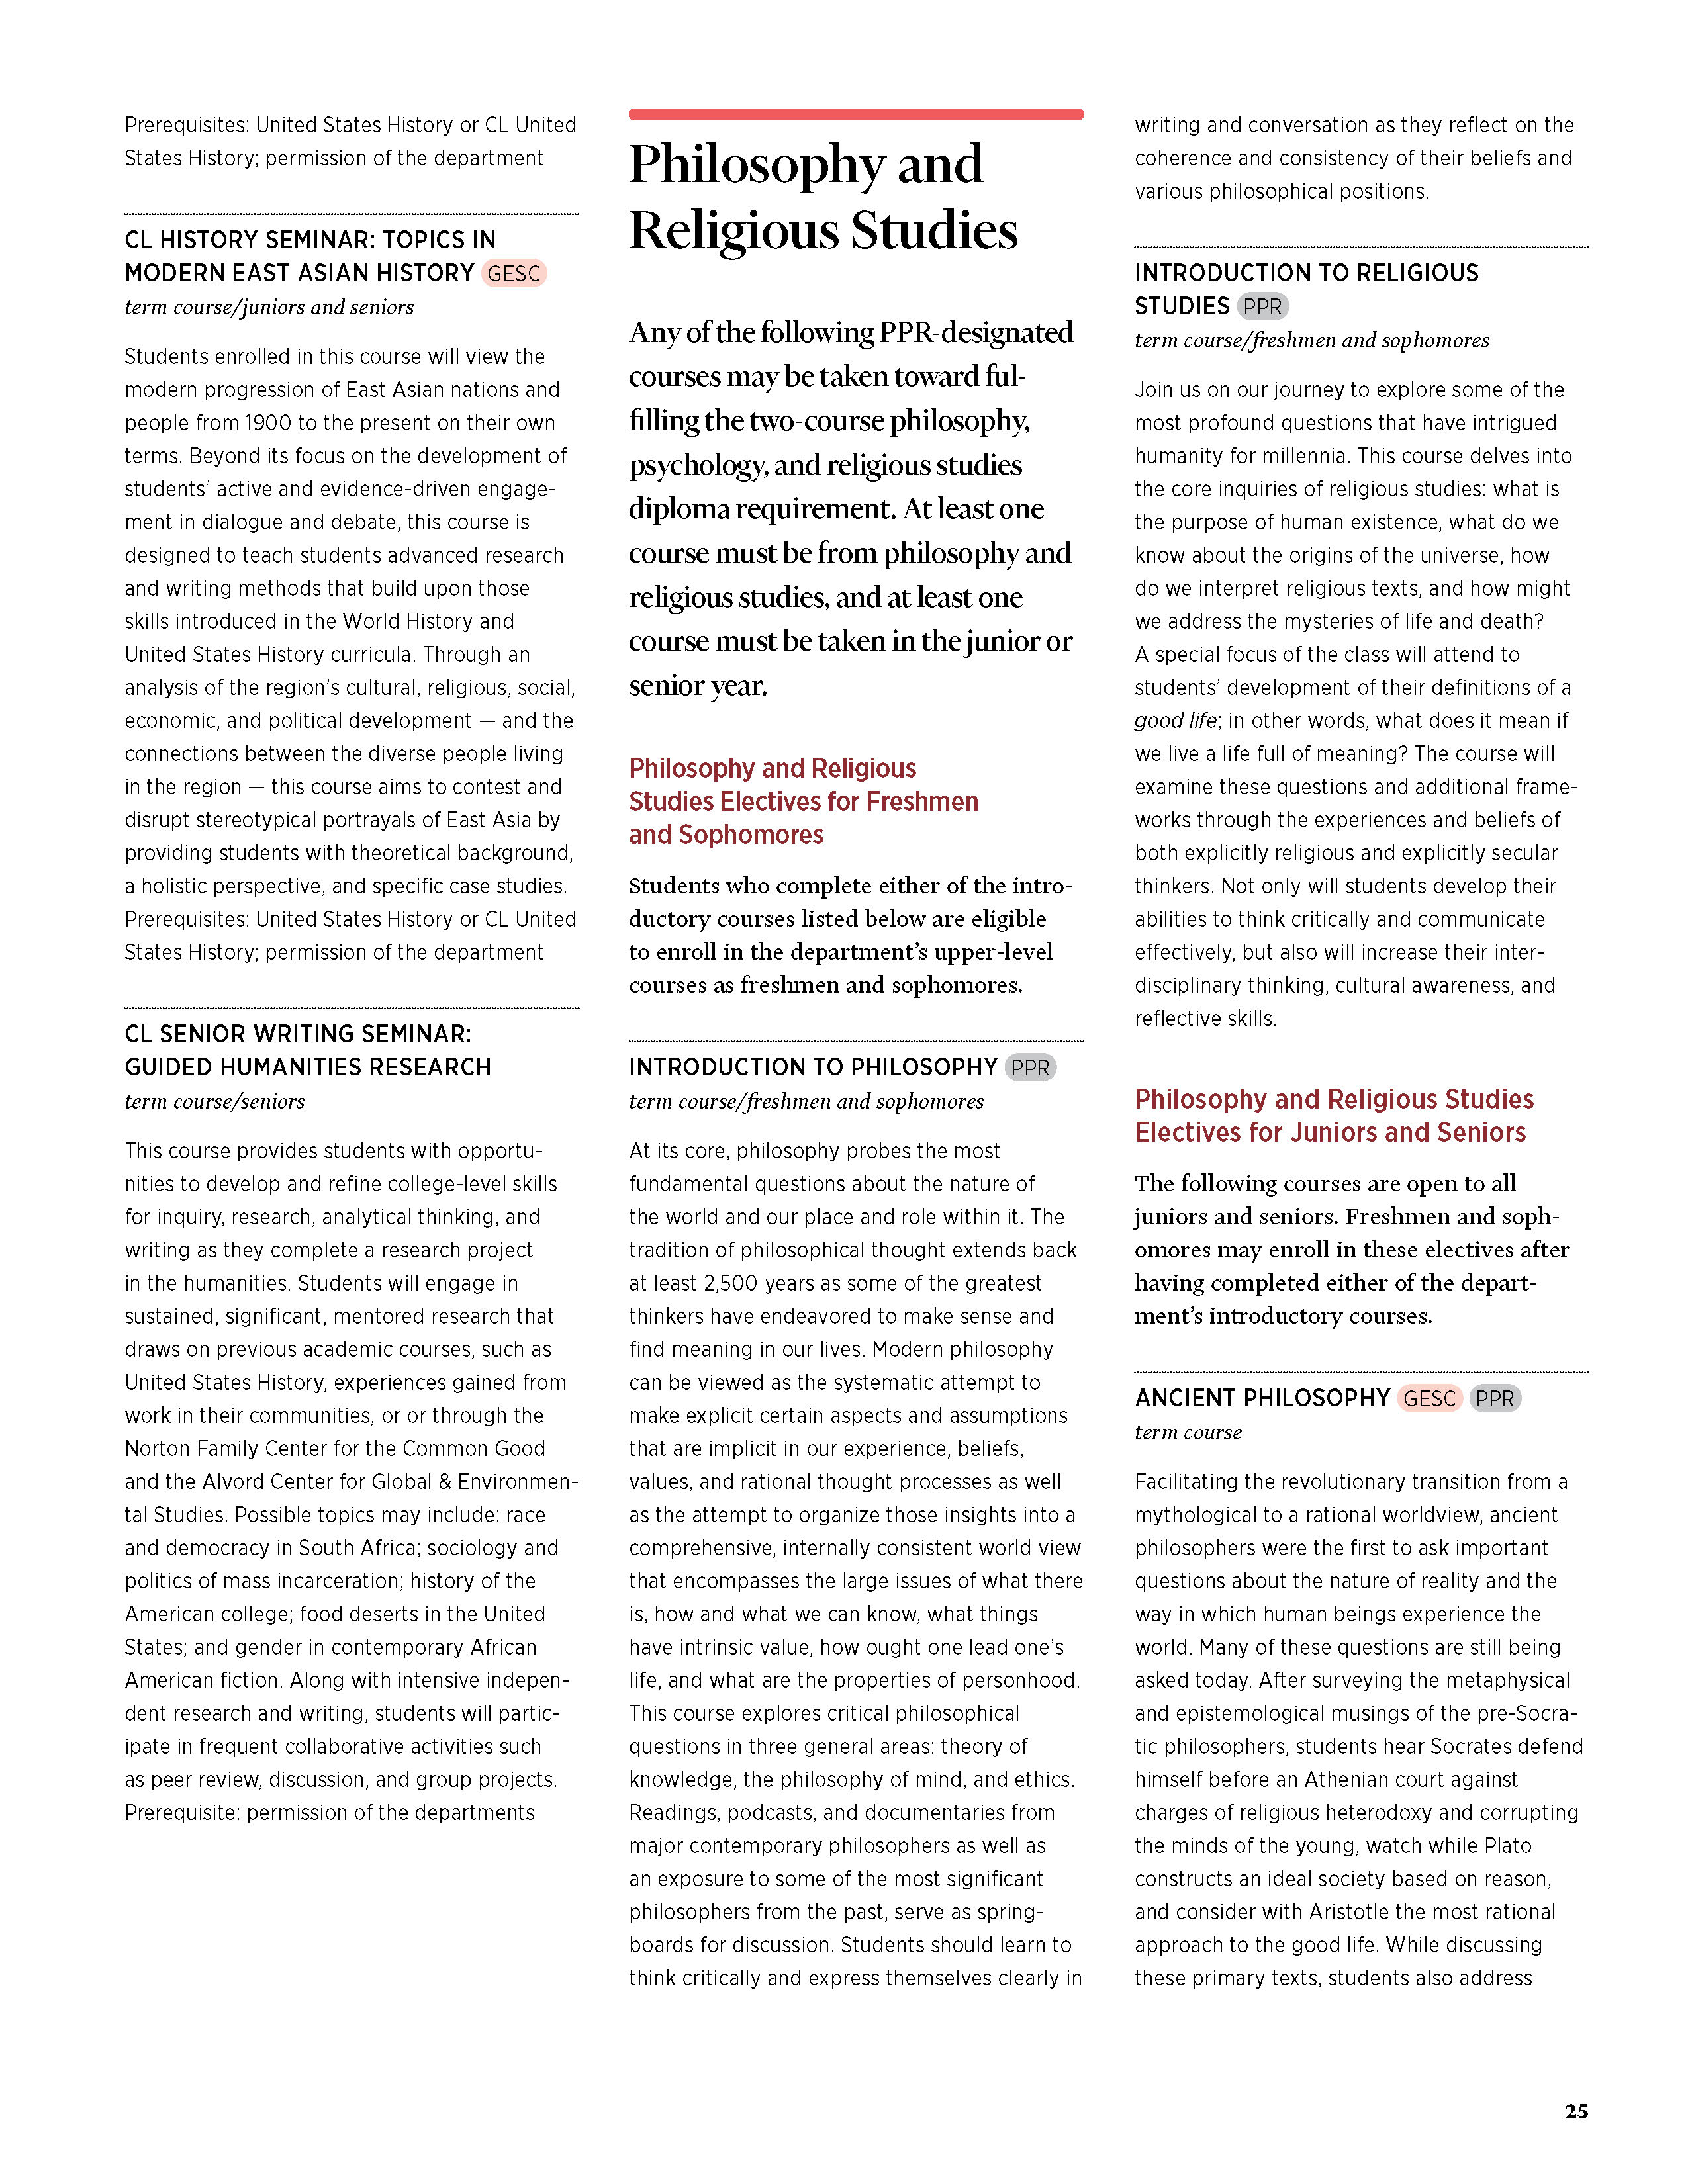 Prerequisites: United States History or CL United
States History; permission of the department
CL HISTORY SEMINAR: TOPICS IN
MODERN EAST ASIAN HISTORY GESC
term course/juniors and seniors
Students enrolled in this course will view the
modern progression of East Asian nations and
people from 1900 to the present on their own
terms. Beyond its focus on the development of
students’ active and evidence-driven engage-
ment in dialogue and debate, this course is
designed to teach students advanced research
and writing methods that build upon those
skills introduced in the World History and
United States History curricula. Through an
analysis of the region’s cultural, religious, social,
economic, and political development — and the
connections between the diverse people living
in the region — this course aims to contest and
disrupt stereotypical portrayals of East Asia by
providing students with theoretical background,
a holistic perspective, and specific case studies.
Prerequisites: United States History or CL United
States History; permission of the department
CL SENIOR WRITING SEMINAR:
GUIDED HUMANITIES RESEARCH
term course/seniors
This course provides students with opportu-
nities to develop and refine college-level skills
for inquiry, research, analytical thinking, and
writing as they complete a research project
in the humanities. Students will engage in
sustained, significant, mentored research that
draws on previous academic courses, such as
United States History, experiences gained from
work in their communities, or or through the
Norton Family Center for the Common Good
and the Alvord Center for Global & Environmen-
tal Studies. Possible topics may include: race
and democracy in South Africa; sociology and
politics of mass incarceration; history of the
American college; food deserts in the United
States; and gender in contemporary African
American fiction. Along with intensive indepen-
dent research and writing, students will partic-
ipate in frequent collaborative activities such
as peer review, discussion, and group projects.
Prerequisite: permission of the departments
Philosophy and
Religious Studies
Any of the following PPR-designated
courses may be taken toward ful-
filling the two-course philosophy,
psychology, and religious studies
diploma requirement. At least one
course must be from philosophy and
religious studies, and at least one
course must be taken in the junior or
senior year.
Philosophy and Religious
Studies Electives for Freshmen
and Sophomores
Students who complete either of the intro-
ductory courses listed below are eligible
to enroll in the department’s upper-level
courses as freshmen and sophomores.
INTRODUCTION TO PHILOSOPHY PPR
term course/freshmen and sophomores
At its core, philosophy probes the most
fundamental questions about the nature of
the world and our place and role within it. The
tradition of philosophical thought extends back
at least 2,500 years as some of the greatest
thinkers have endeavored to make sense and
find meaning in our lives. Modern philosophy
can be viewed as the systematic attempt to
make explicit certain aspects and assumptions
that are implicit in our experience, beliefs,
values, and rational thought processes as well
as the attempt to organize those insights into a
comprehensive, internally consistent world view
that encompasses the large issues of what there
is, how and what we can know, what things
have intrinsic value, how ought one lead one’s
life, and what are the properties of personhood.
This course explores critical philosophical
questions in three general areas: theory of
knowledge, the philosophy of mind, and ethics.
Readings, podcasts, and documentaries from
major contemporary philosophers as well as
an exposure to some of the most significant
philosophers from the past, serve as spring-
boards for discussion. Students should learn to
think critically and express themselves clearly in
writing and conversation as they reflect on the
coherence and consistency of their beliefs and
various philosophical positions.
INTRODUCTION TO RELIGIOUS
STUDIES PPR
term course/freshmen and sophomores
Join us on our journey to explore some of the
most profound questions that have intrigued
humanity for millennia. This course delves into
the core inquiries of religious studies: what is
the purpose of human existence, what do we
know about the origins of the universe, how
do we interpret religious texts, and how might
we address the mysteries of life and death?
A special focus of the class will attend to
students’ development of their definitions of a
good life; in other words, what does it mean if
we live a life full of meaning? The course will
examine these questions and additional frame-
works through the experiences and beliefs of
both explicitly religious and explicitly secular
thinkers. Not only will students develop their
abilities to think critically and communicate
effectively, but also will increase their inter-
disciplinary thinking, cultural awareness, and
reflective skills.
Philosophy and Religious Studies
Electives for Juniors and Seniors
The following courses are open to all
juniors and seniors. Freshmen and soph-
omores may enroll in these electives after
having completed either of the depart-
ment’s introductory courses.
ANCIENT PHILOSOPHY GESC PPR
term course
Facilitating the revolutionary transition from a
mythological to a rational worldview, ancient
philosophers were the first to ask important
questions about the nature of reality and the
way in which human beings experience the
world. Many of these questions are still being
asked today. After surveying the metaphysical
and epistemological musings of the pre-Socra-
tic philosophers, students hear Socrates defend
himself before an Athenian court against
charges of religious heterodoxy and corrupting
the minds of the young, watch while Plato
constructs an ideal society based on reason,
and consider with Aristotle the most rational
approach to the good life. While discussing
these primary texts, students also address
25